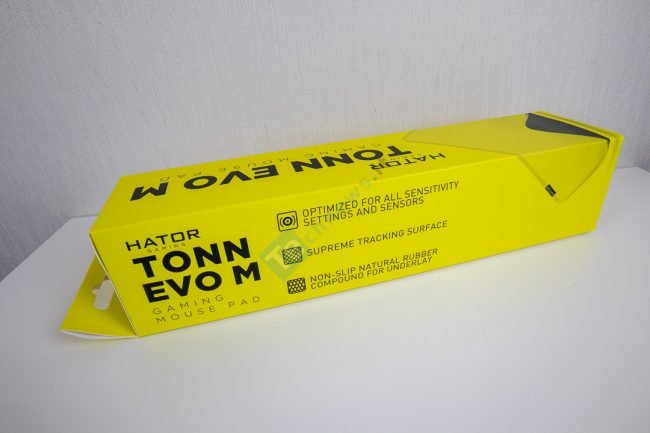 HATOR
GAMING
TONN EVO M
GAMING MOUSE PAD
HATOR
GAMING
TONN
EVO M
GAMING
MOUSE PAD
OPTIMIZED FOR ALL SENSITIVITY
SETTINGS AND SENSORS
SUPREME TRACKING SURFACE
NON-SLIP NATURAL RUBBER
COMPOUND FOR UNDERLAY